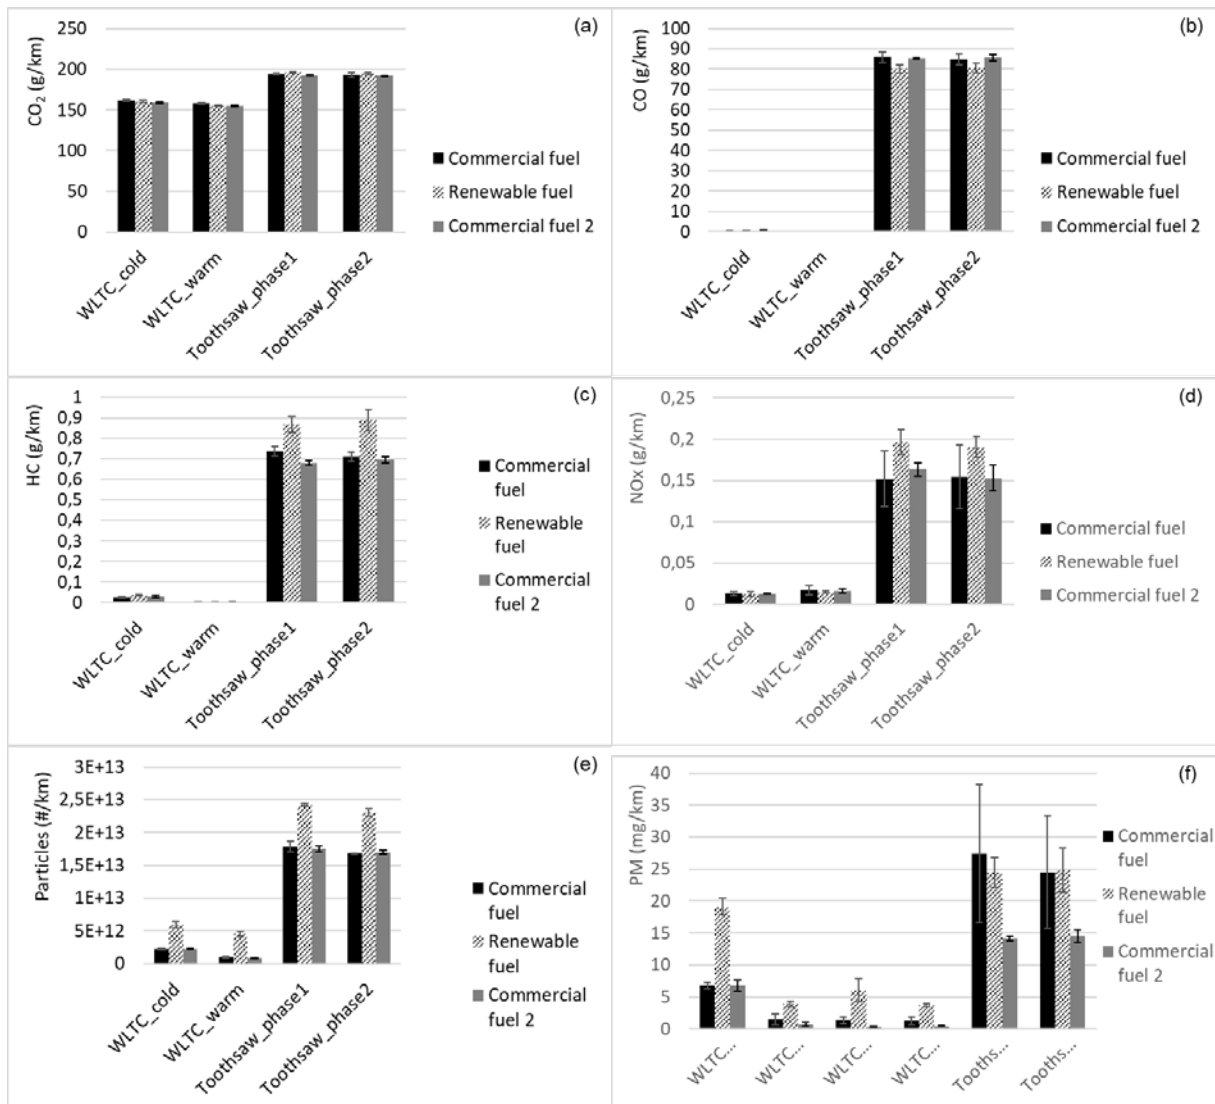 (a)
CO₂ (g/km)
250
200
150
100
50
0
WLTC_cold
WLTC_warm
Toothsaw_phase1
Toothsaw_phase2
Commercial fuel
Renewable fuel
Commercial fuel 2
(b)
CO (g/km)
100
90
80
70
60
50
40
30
20
10
0
WLTC_cold
WLTC_warm
Toothsaw_phase1
Toothsaw_phase2
Commercial fuel
Renewable fuel
Commercial fuel 2
(c)
HC (g/km)
1
0,9
0,8
0,7
0,6
0,5
0,4
0,3
0,2
0,1
0
WLTC_cold
WLTC_warm
Toothsaw_phase1
Toothsaw_phase2
Commercial
fuel
Renewable
fuel
Commercial
fuel 2
(d)
NOx (g/km)
0,25
0,2
0,15
0,1
0,05
0
WLTC_cold
WLTC_warm
Toothsaw_phase1
Toothsaw_phase2
Commercial fuel
Renewable fuel
Commercial fuel 2
(e)
Particles (#/km)
3E+13
2,5E+13
2E+13
1,5E+13
1E+13
5E+12
0
WLTC_cold
WLTC_warm
Toothsaw_phase1
Toothsaw_phase2
Commercial
fuel
Renewable
fuel
Commercial
fuel 2
(f)
PM (mg/km)
40
35
30
25
20
15
10
5
0
WLTC...
WLTC...
WLTC...
WLTC...
Tooths...
Tooths...
Commercial
fuel
Renewable
fuel
Commercial
fuel 2